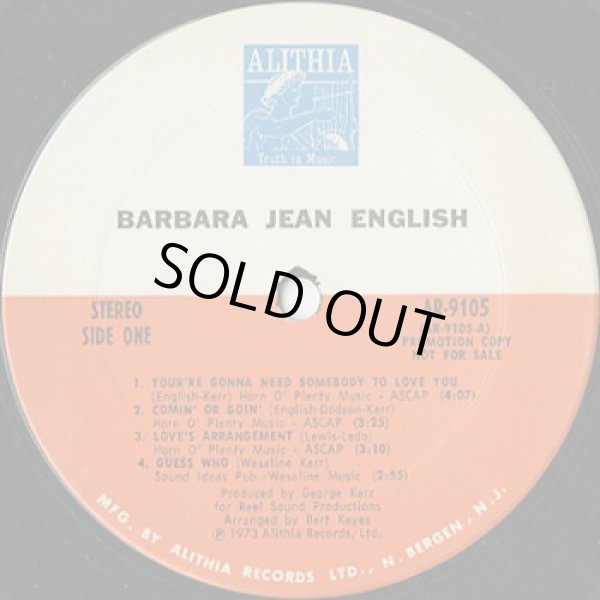 ALITHIA
Truth in Music
BARBARA JEAN ENGLISH
SOLD OUT
STEREO
SIDE ONE
AR-9105
(AR-9105-A)
PROMOTION COPY
NOT FOR SALE
1. YOUR'RE GONNA NEED SOMEBODY TO LOVE YOU
(English-Kerr) Horn O' Plenty Music - ASCAP (4:07)
2. COMIN' OR GOIN' (English-Dodson-Kerr)
Horn O' Plenty Music - ASCAP (3:25)
3. LOVE'S ARRANGEMENT (Lewis-Ledo)
Horn O' Plenty Music - ASCAP (3:10)
4. GUESS WHO (Wesaline Kerr)
Sound Ideas Pub./Wesaline Music (2:55)
Produced by George Kerr
for Reel Sound Productions
Arranged by Bert Keyes
Ⓟ 1973 Alithia Records, Ltd.
MFG. BY ALITHIA RECORDS LTD., N. BERGEN, N.J.